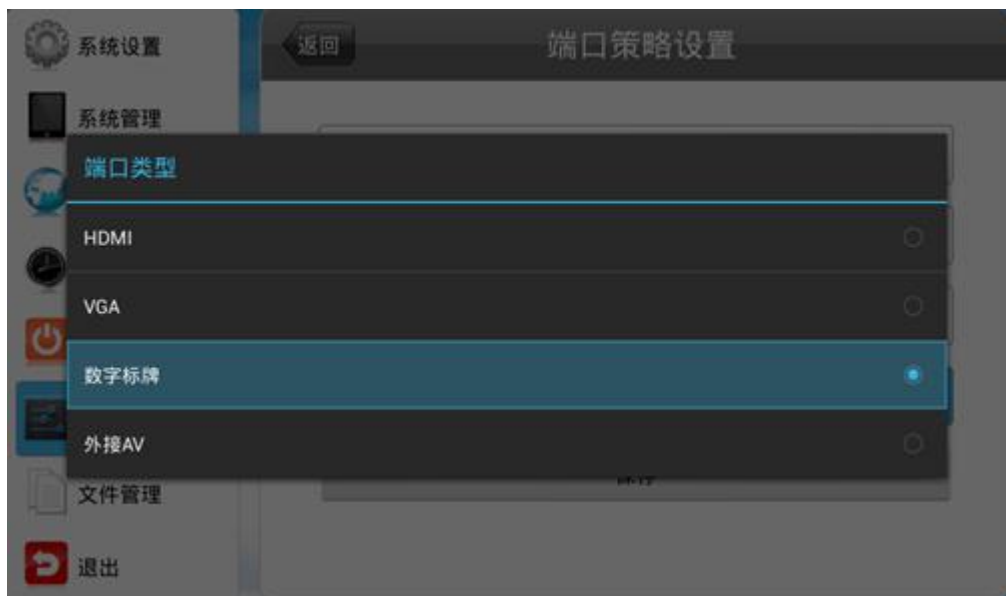 系统设置
返回
端口策略设置
系统管理
端口类型
HDMI
VGA
数字标牌
外接AV
文件管理
退出